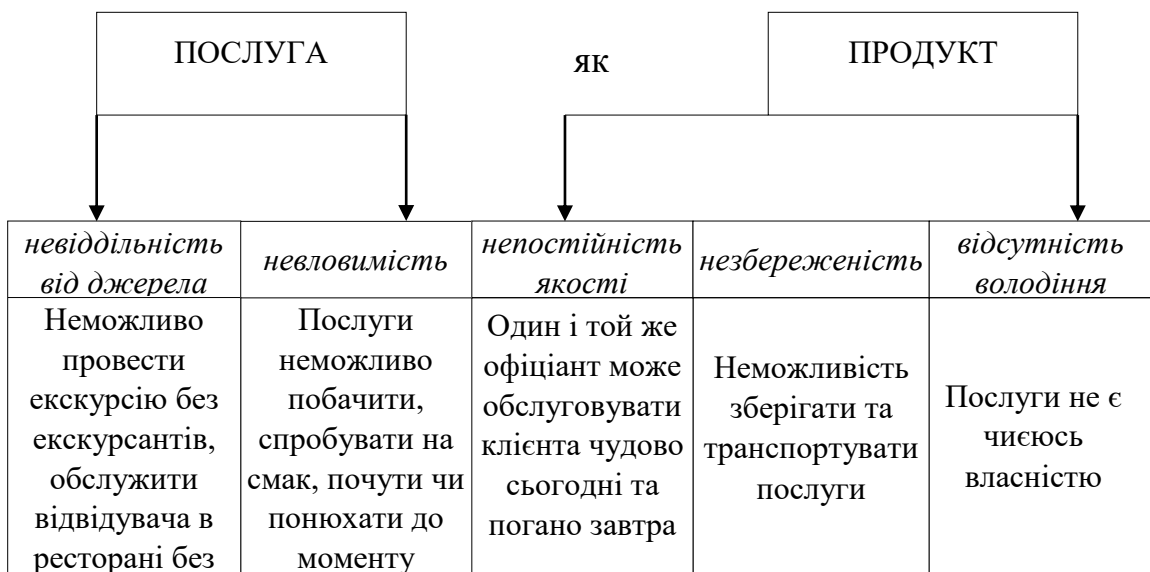 ПОСЛУГА
як
ПРОДУКТ
невіддільність
від джерела
невловимість
непостійність
якості
незбереженість
відсутність
володіння
Неможливо
провести
екскурсію без
екскурсантів,
обслужити
відвідувача в
ресторані без
Послуги
неможливо
побачити,
спробувати на
смак, почути чи
понюхати до
моменту
Один і той же
офіціант може
обслуговувати
клієнта чудово
сьогодні та
погано завтра
Неможливість
зберігати та
транспортувати
послуги
Послуги не є
чиєюсь
власністю